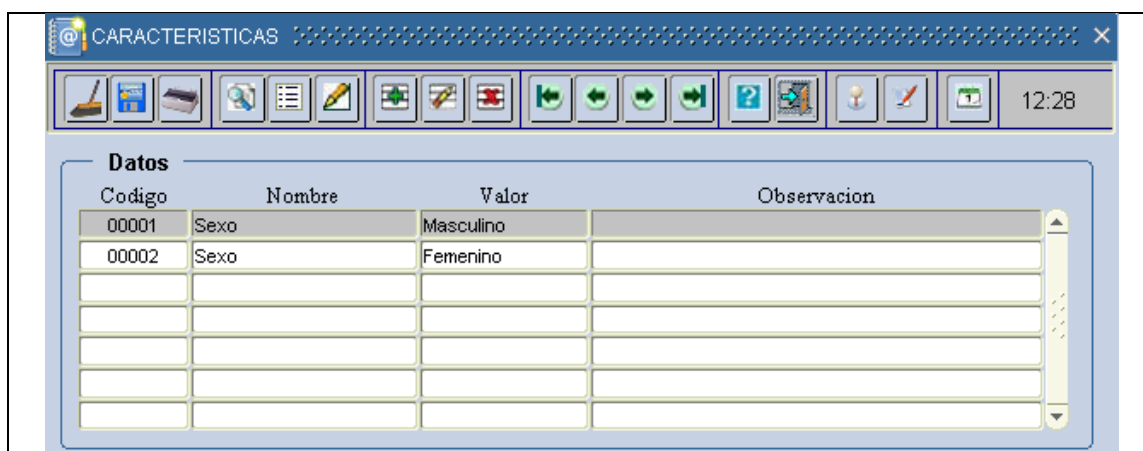 CARACTERISTICAS
12:28
Datos
Codigo Nombre Valor Observacion
00001 Sexo Masculino
00002 Sexo Femenino